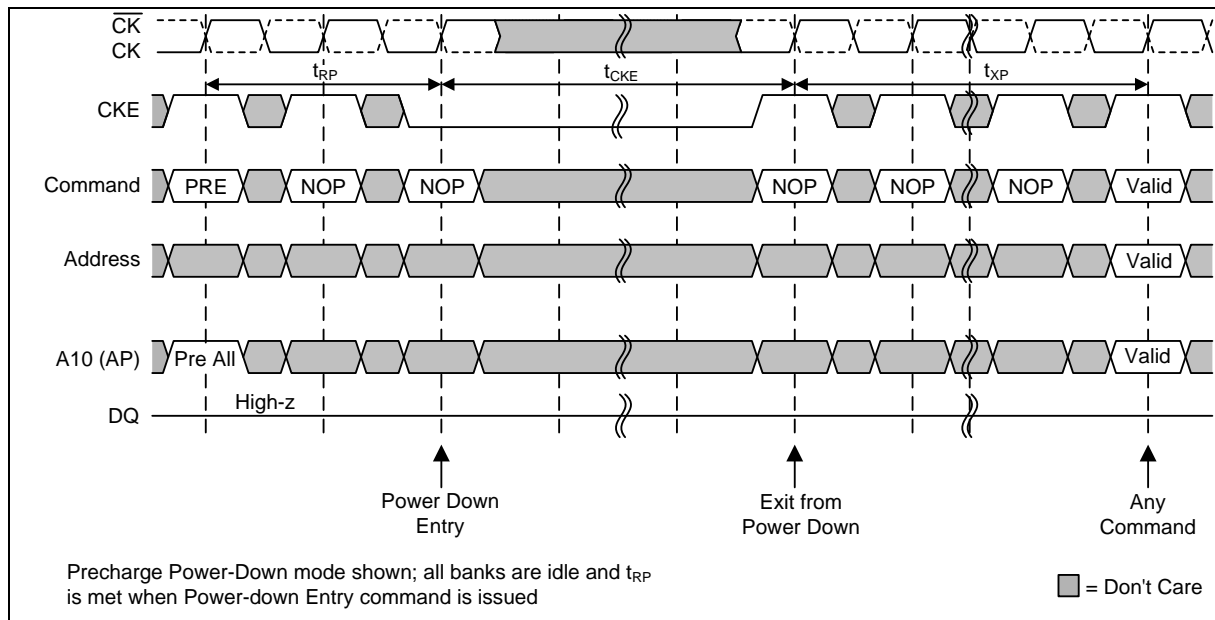 C̅K̅
CK
tRP
tCKE
tXP
CKE
Command
PRE
NOP
NOP
NOP
NOP
NOP
Valid
Address
Valid
A10 (AP)
Pre All
Valid
High-z
DQ
Power Down
Entry
Exit from
Power Down
Any
Command
Precharge Power-Down mode shown; all banks are idle and tRP
is met when Power-down Entry command is issued
= Don't Care